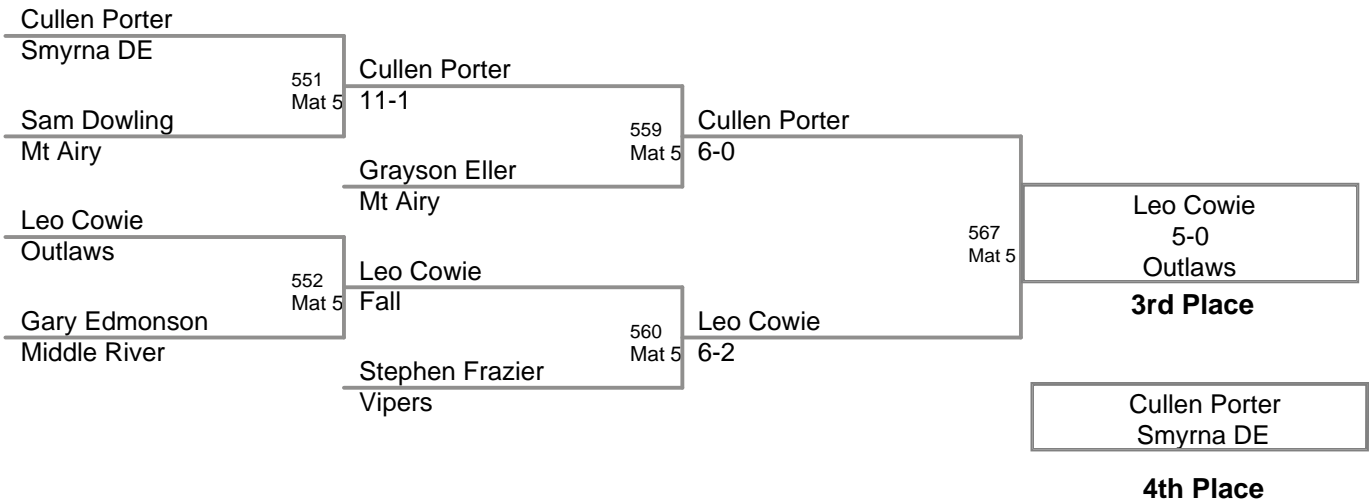 Cullen Porter
Smyrna DE
551
Mat 5
Sam Dowling
Mt Airy
Cullen Porter
11-1
559
Mat 5
Grayson Eller
Mt Airy
Cullen Porter
6-0
Leo Cowie
Outlaws
552
Mat 5
Gary Edmonson
Middle River
Leo Cowie
Fall
560
Mat 5
Stephen Frazier
Vipers
Leo Cowie
6-2
567
Mat 5
Leo Cowie
5-0
Outlaws
3rd Place
Cullen Porter
Smyrna DE
4th Place